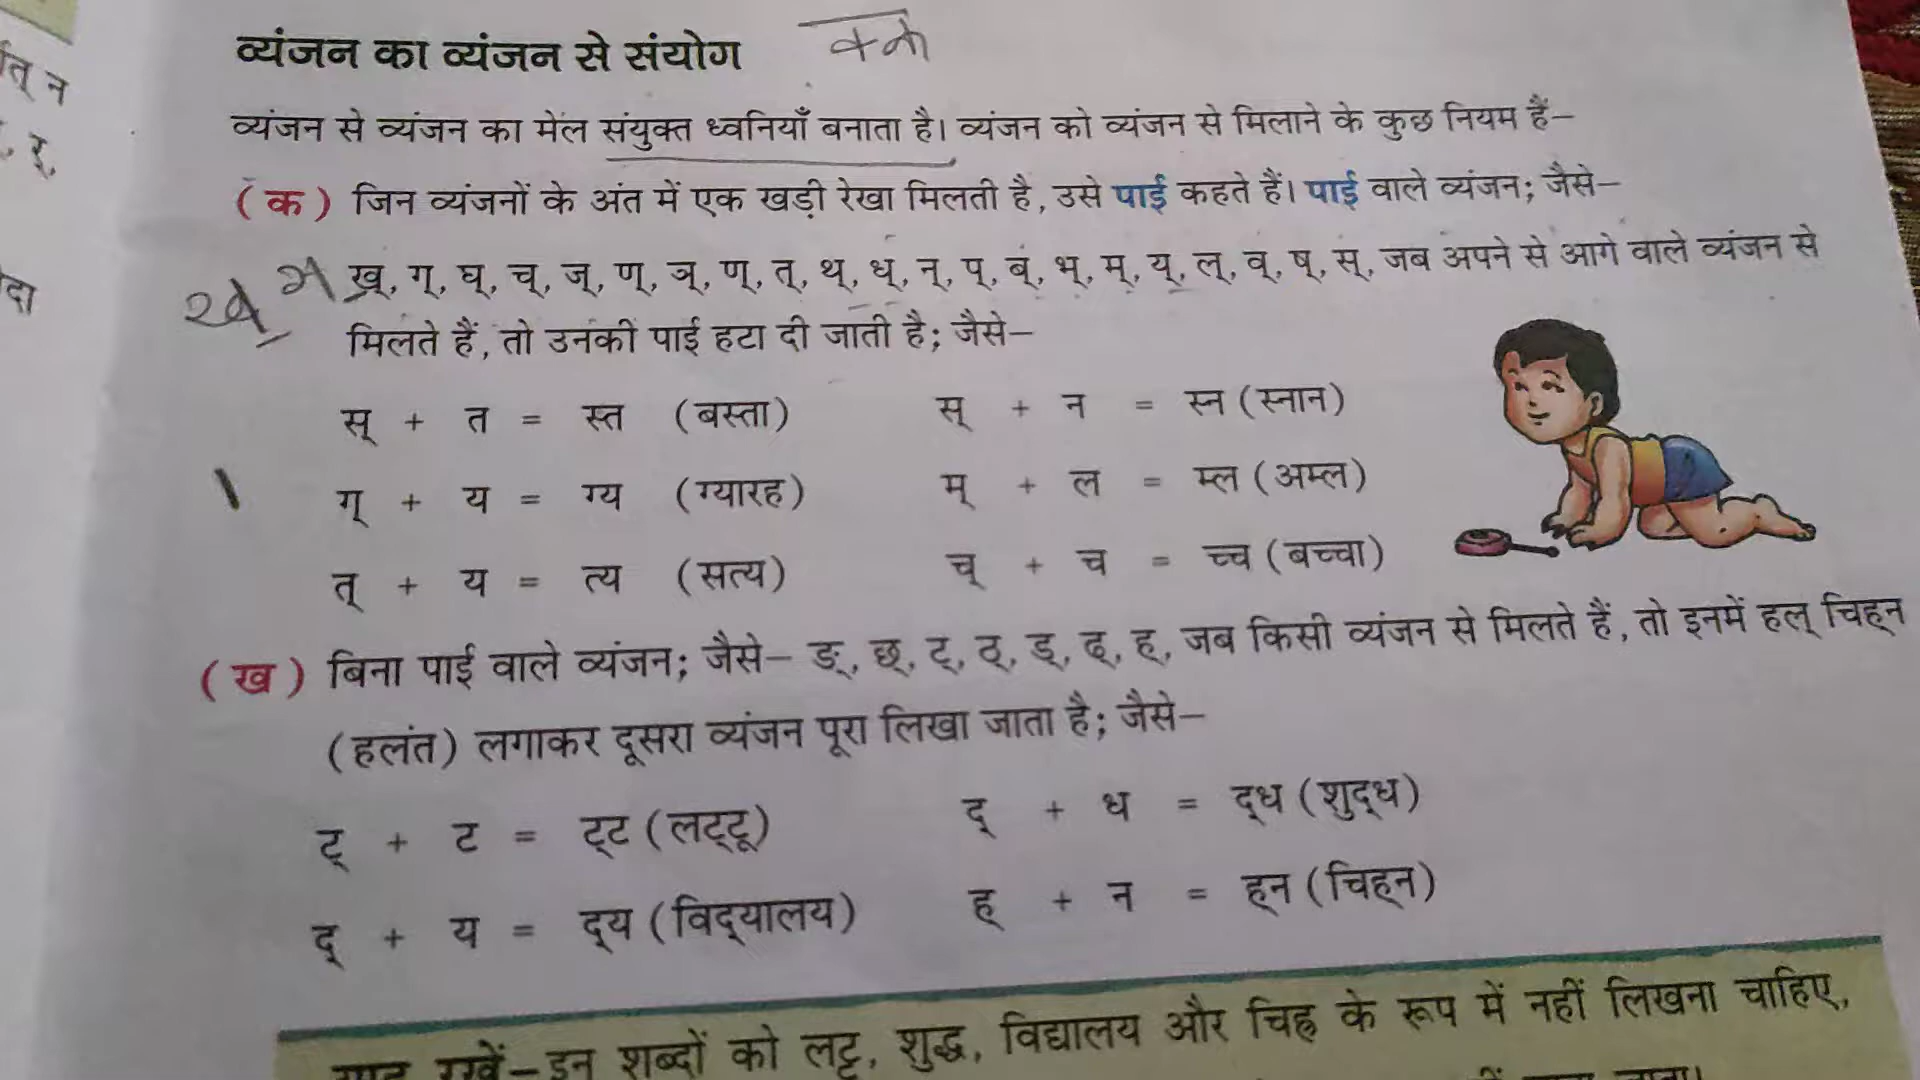 व्यंजन का व्यंजन से संयोग
व्यंजन से व्यंजन का मेल संयुक्त ध्वनियाँ बनाता है। व्यंजन को व्यंजन से मिलाने के कुछ नियम हैं–
(क) जिन व्यंजनों के अंत में एक खड़ी रेखा मिलती है, उसे पाई कहते हैं। पाई वाले व्यंजन; जैसे–
ख्, ग्, घ्, च्, ज्, ण्, ञ्, ण्, त्, थ्, ध्, न्, प्, ब्, भ्, म्, य्, ल्, व्, ष्, स्, जब अपने से आगे वाले व्यंजन से
मिलते हैं, तो उनकी पाई हटा दी जाती है; जैसे–
स् + त = स्त (बस्ता) स् + न = स्न (स्नान)
ग् + य = ग्य (ग्यारह) म् + ल = म्ल (अम्ल)
त् + य = त्य (सत्य) च् + च = च्च (बच्चा)
(ख) बिना पाई वाले व्यंजन; जैसे– ङ्, छ्, ट्, ठ्, ड्, ढ्, ह्, जब किसी व्यंजन से मिलते हैं, तो इनमें हल् चिह्‌न
(हलंत) लगाकर दूसरा व्यंजन पूरा लिखा जाता है; जैसे–
ट् + ट = ट्‌ट (लट्‌टू) द् + ध = द्‌ध (शुद्‌ध)
द् + य = द्‌य (विद्‌यालय) ह् + न = ह्‌न (चिह्‌न)
रखें–इन शब्दों को लट्ट, शुद्ध, विद्यालय और चिह्न के रूप में नहीं लिखना चाहिए,